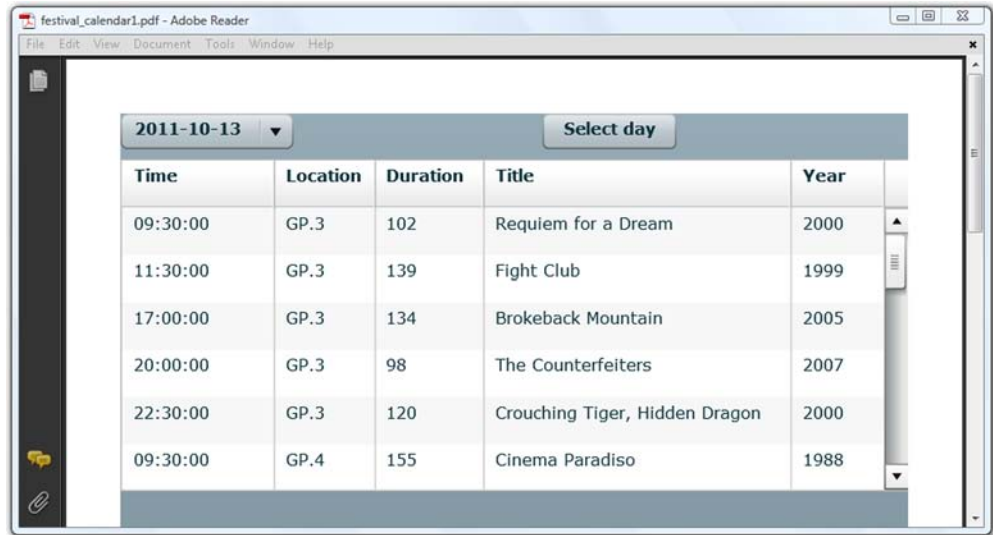 festival_calendar1.pdf - Adobe Reader
File Edit View Document Tools Window Help
2011-10-13 Select day
Time Location Duration Title Year
09:30:00 GP.3 102 Requiem for a Dream 2000
11:30:00 GP.3 139 Fight Club 1999
17:00:00 GP.3 134 Brokeback Mountain 2005
20:00:00 GP.3 98 The Counterfeiters 2007
22:30:00 GP.3 120 Crouching Tiger, Hidden Dragon 2000
09:30:00 GP.4 155 Cinema Paradiso 1988